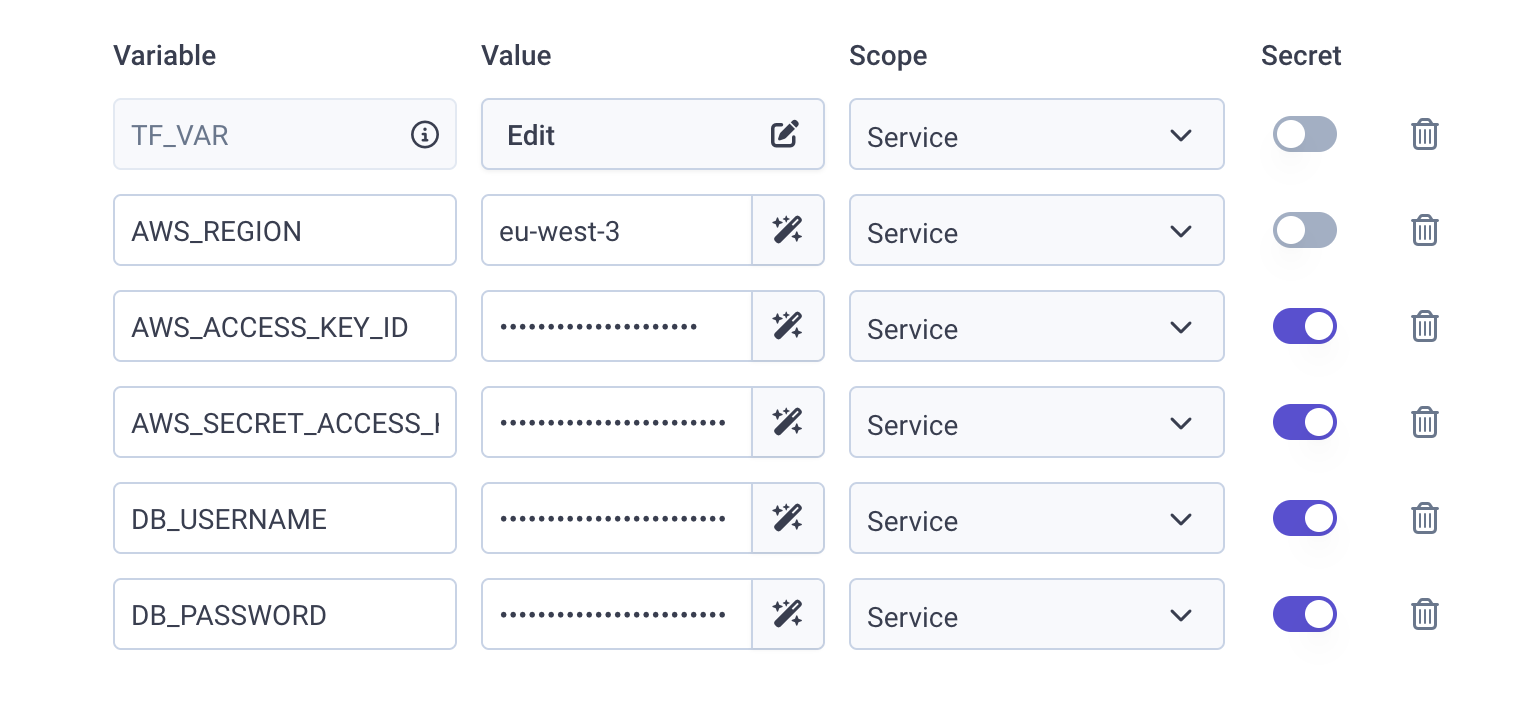 Variable Value Scope Secret
TF_VAR Edit Service
AWS_REGION eu-west-3 Service
AWS_ACCESS_KEY_ID ••••••••••••••••••••• Service
AWS_SECRET_ACCESS_ •••••••••••••••••••••••• Service
DB_USERNAME •••••••••••••••••••••••• Service
DB_PASSWORD •••••••••••••••••••••••• Service